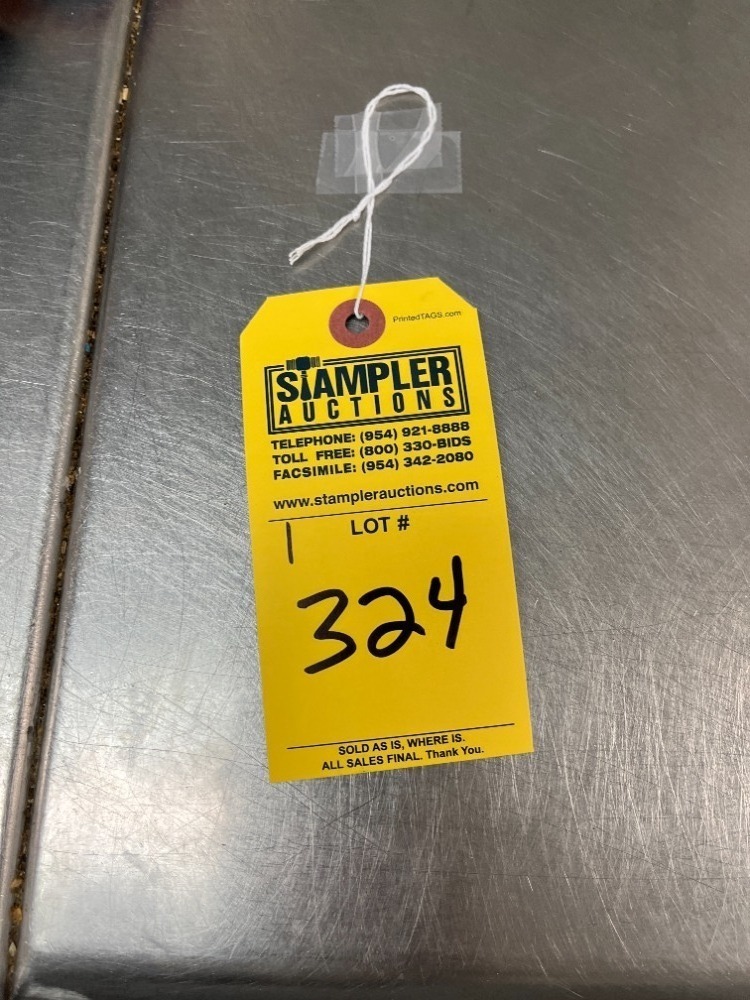 PrintedTAGS.com
STAMPLER
AUCTIONS
TELEPHONE: (954) 921-8888
TOLL FREE: (800) 330-BIDS
FACSIMILE: (954) 342-2080
www.stamplerauctions.com
1 LOT #
324
SOLD AS IS, WHERE IS.
ALL SALES FINAL. Thank You.